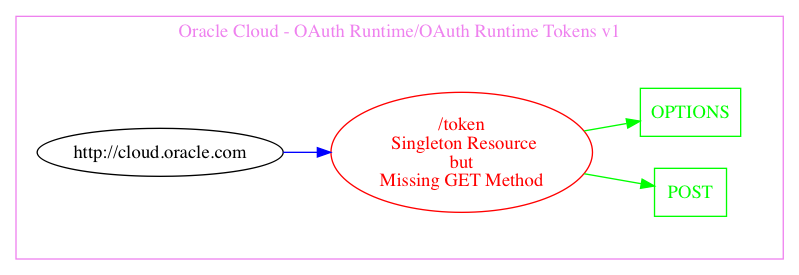 Oracle Cloud - OAuth Runtime/OAuth Runtime Tokens v1
http://cloud.oracle.com
/token
Singleton Resource
but
Missing GET Method
OPTIONS
POST